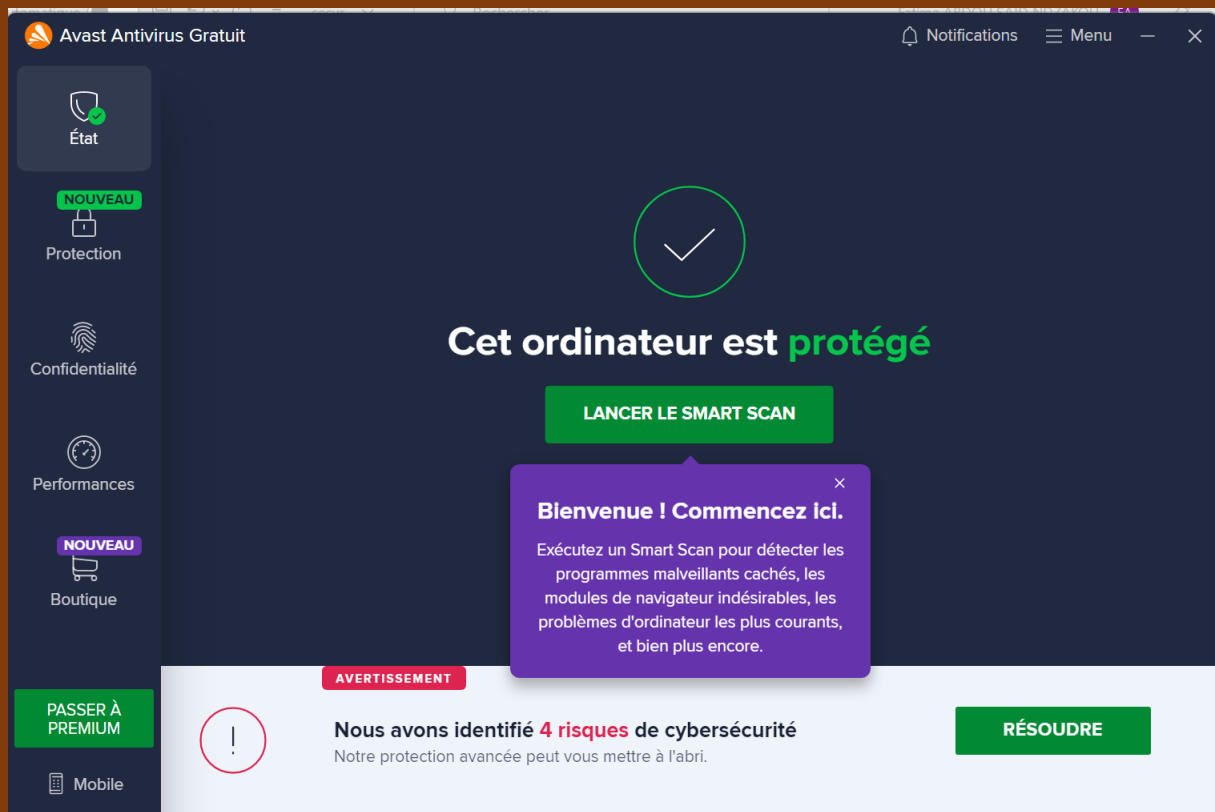 Rechercher
Avast Antivirus Gratuit
Notifications
Menu
État
NOUVEAU
Protection
Confidentialité
Performances
NOUVEAU
Boutique
PASSER À
PREMIUM
Mobile
Cet ordinateur est protégé
LANCER LE SMART SCAN
Bienvenue ! Commencez ici.
Exécutez un Smart Scan pour détecter les
programmes malveillants cachés, les
modules de navigateur indésirables, les
problèmes d'ordinateur les plus courants,
et bien plus encore.
AVERTISSEMENT
Nous avons identifié 4 risques de cybersécurité
Notre protection avancée peut vous mettre à l'abri.
RÉSOUDRE